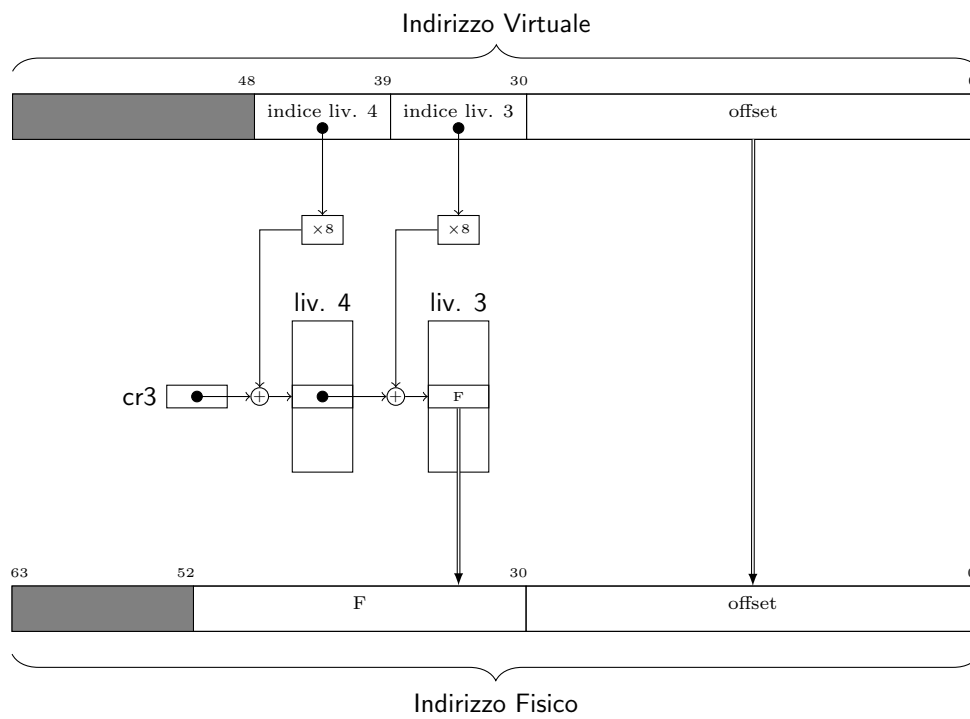 Indirizzo Virtuale
48 39 30
indice liv. 4 indice liv. 3 offset
×8 ×8
liv. 4 liv. 3
cr3 + + F
63 52 30
F offset
Indirizzo Fisico